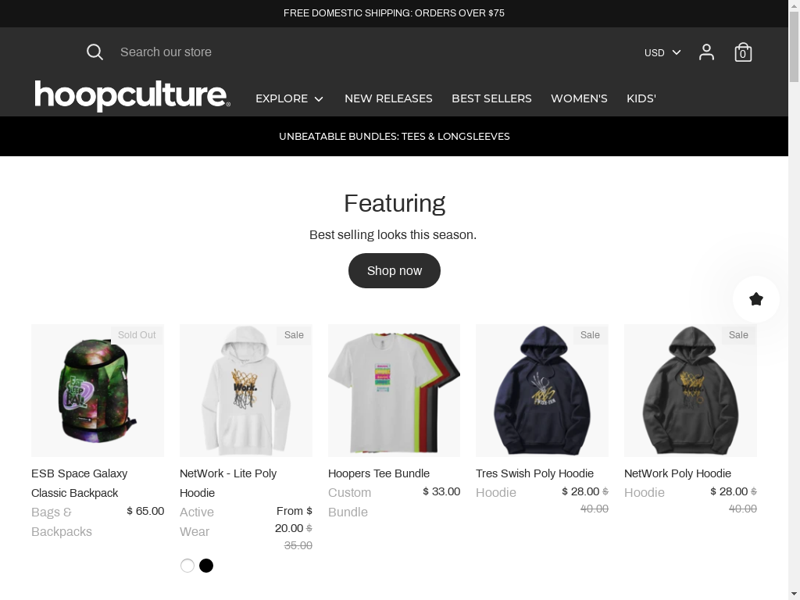 FREE DOMESTIC SHIPPING: ORDERS OVER $75
Search our store
USD
0
hoopculture®
EXPLORE
NEW RELEASES
BEST SELLERS
WOMEN'S
KIDS'
UNBEATABLE BUNDLES: TEES & LONGSLEEVES
Featuring
Best selling looks this season.
Shop now
Sold Out
ESB Space Galaxy
Classic Backpack
Bags &
Backpacks
$ 65.00
Sale
NetWork - Lite Poly
Hoodie
Active
Wear
From $
20.00 $
35.00
Hoopers Tee Bundle
Custom
Bundle
$ 33.00
Sale
Tres Swish Poly Hoodie
Hoodie
$ 28.00 $
40.00
Sale
NetWork Poly Hoodie
Hoodie
$ 28.00 $
40.00